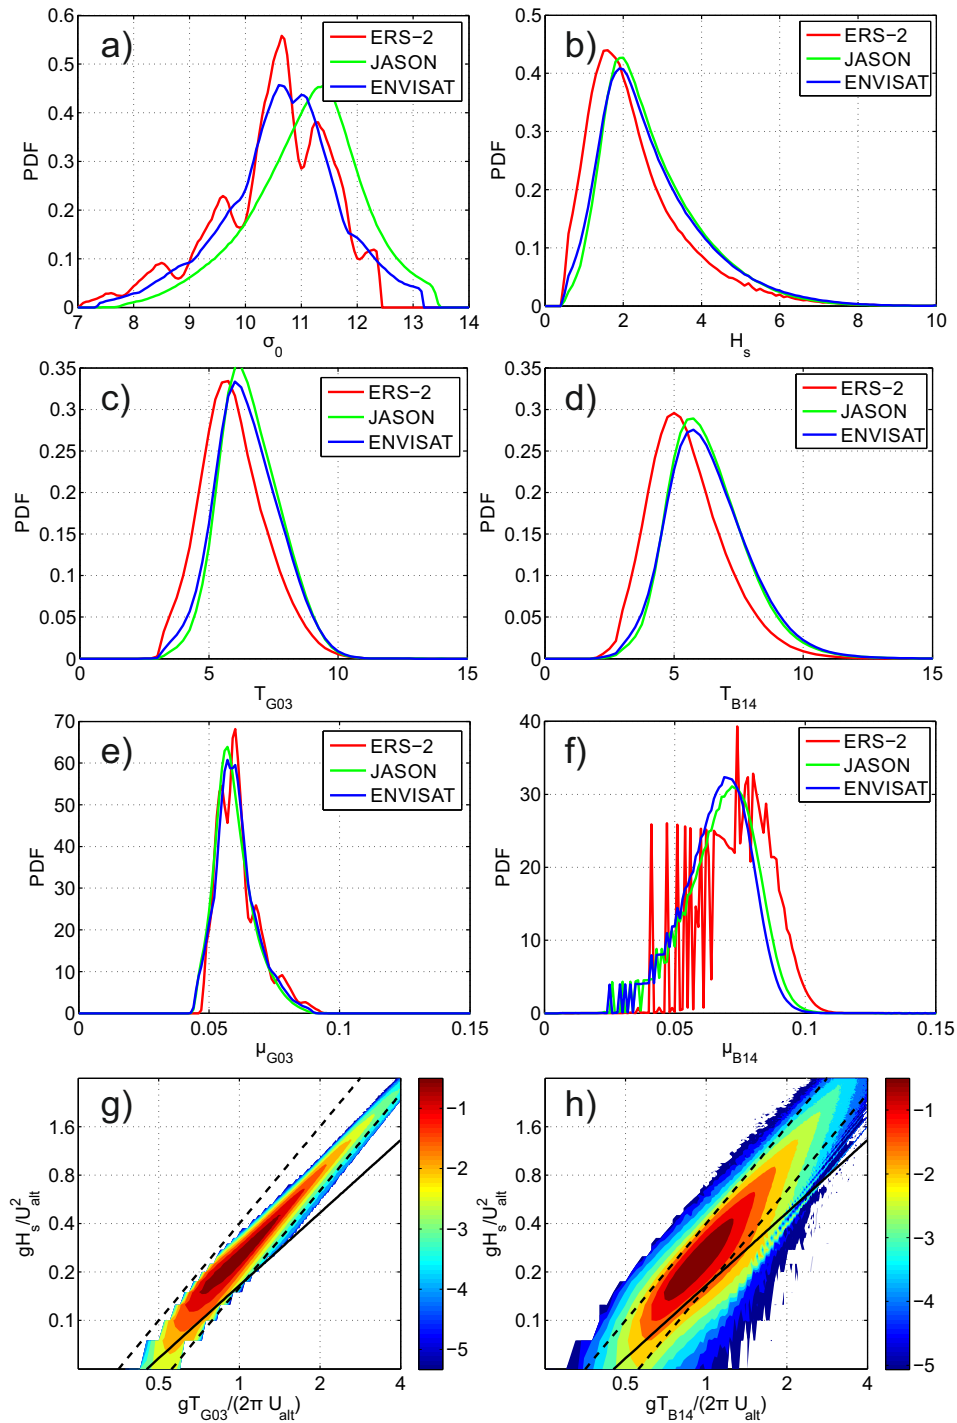 a)
ERS−2
JASON
ENVISAT
PDF
0.6
0.5
0.4
0.3
0.2
0.1
0
7 8 9 10 11 12 13 14
σ0
b)
ERS−2
JASON
ENVISAT
PDF
0.5
0.4
0.3
0.2
0.1
0
0 2 4 6 8 10
Hs
c)
ERS−2
JASON
ENVISAT
PDF
0.35
0.3
0.25
0.2
0.15
0.1
0.05
0
0 5 10 15
TG03
d)
ERS−2
JASON
ENVISAT
PDF
0.35
0.3
0.25
0.2
0.15
0.1
0.05
0
0 5 10 15
TB14
e)
ERS−2
JASON
ENVISAT
PDF
70
60
50
40
30
20
10
0
0 0.05 0.1 0.15
μG03
f)
ERS−2
JASON
ENVISAT
PDF
40
30
20
10
0
0 0.05 0.1 0.15
μB14
g)
gHs/U²alt
1.6
0.8
0.4
0.2
0.1
0.5 1 2 4
gTG03/(2π Ualt)
−1
−2
−3
−4
−5
h)
gHs/U²alt
1.6
0.8
0.4
0.2
0.1
0.5 1 2 4
gTB14/(2π Ualt)
−1
−2
−3
−4
−5